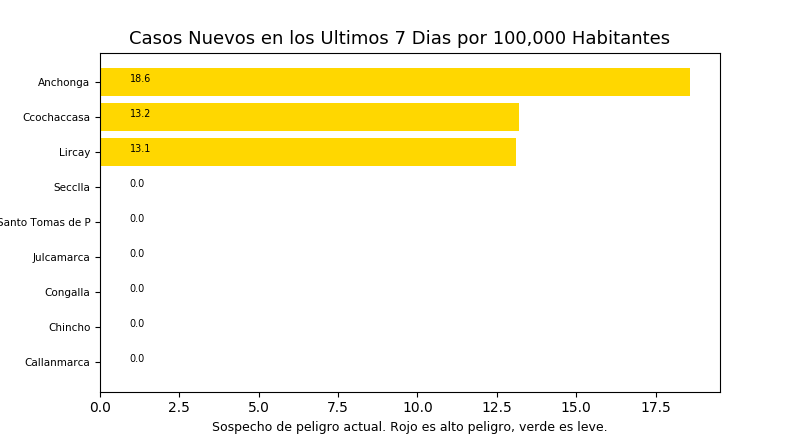 Casos Nuevos en los Ultimos 7 Dias por 100,000 Habitantes
Anchonga 18.6
Ccochaccasa 13.2
Lircay 13.1
Secclla 0.0
Santo Tomas de P 0.0
Julcamarca 0.0
Congalla 0.0
Chincho 0.0
Callanmarca 0.0
0.0 2.5 5.0 7.5 10.0 12.5 15.0 17.5
Sospecho de peligro actual. Rojo es alto peligro, verde es leve.